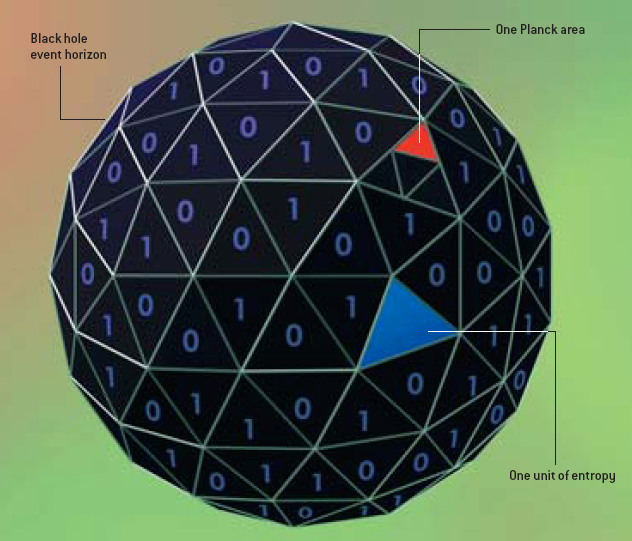 One Planck area
Black hole
event horizon
1 0 1 0 1 0
0 0 1 0 1 0 0 1 1 1
1 1 0 0 1 0 1 0 0
0 1 0 0 1 0 1 0 0 1 1 1
1 0 1 1 0 1 0 1 0 0
1 0 1 1 0 0 1
1 0 1 1
One unit of entropy